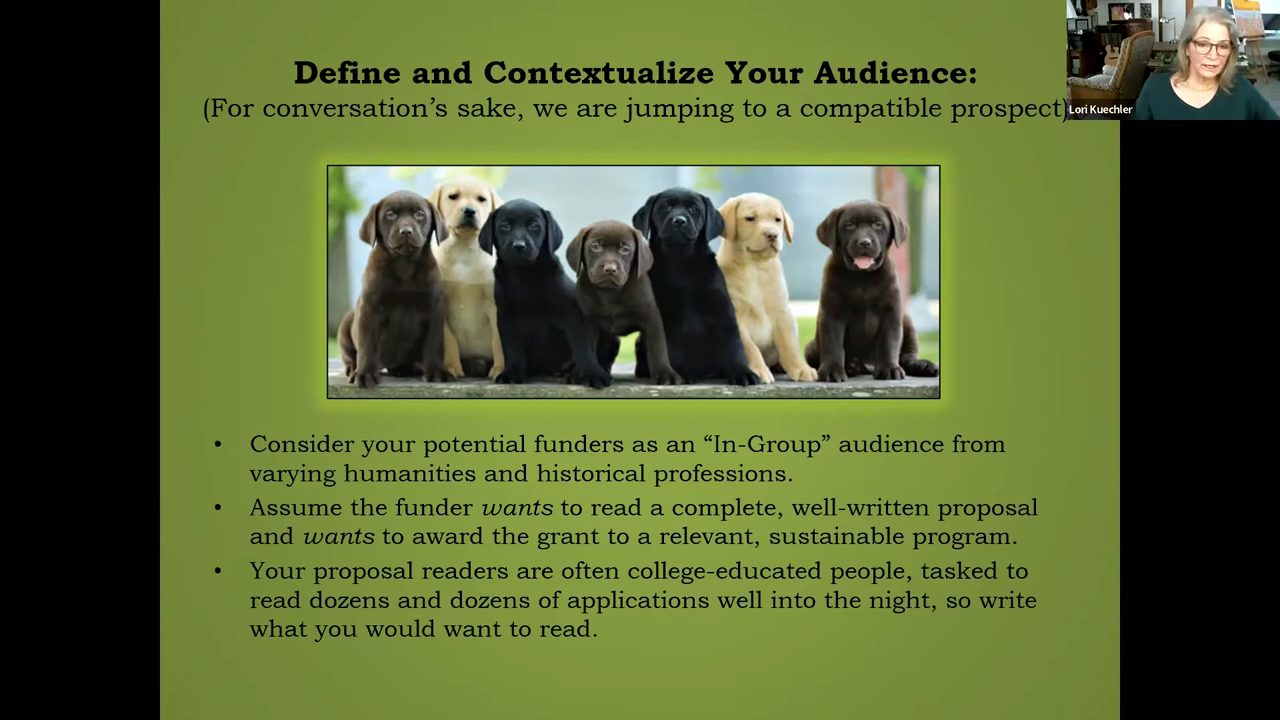 Define and Contextualize Your Audience:
(For conversation’s sake, we are jumping to a compatible prospect)
Lori Kuechler
• Consider your potential funders as an “In-Group” audience from
varying humanities and historical professions.
• Assume the funder wants to read a complete, well-written proposal
and wants to award the grant to a relevant, sustainable program.
• Your proposal readers are often college-educated people, tasked to
read dozens and dozens of applications well into the night, so write
what you would want to read.